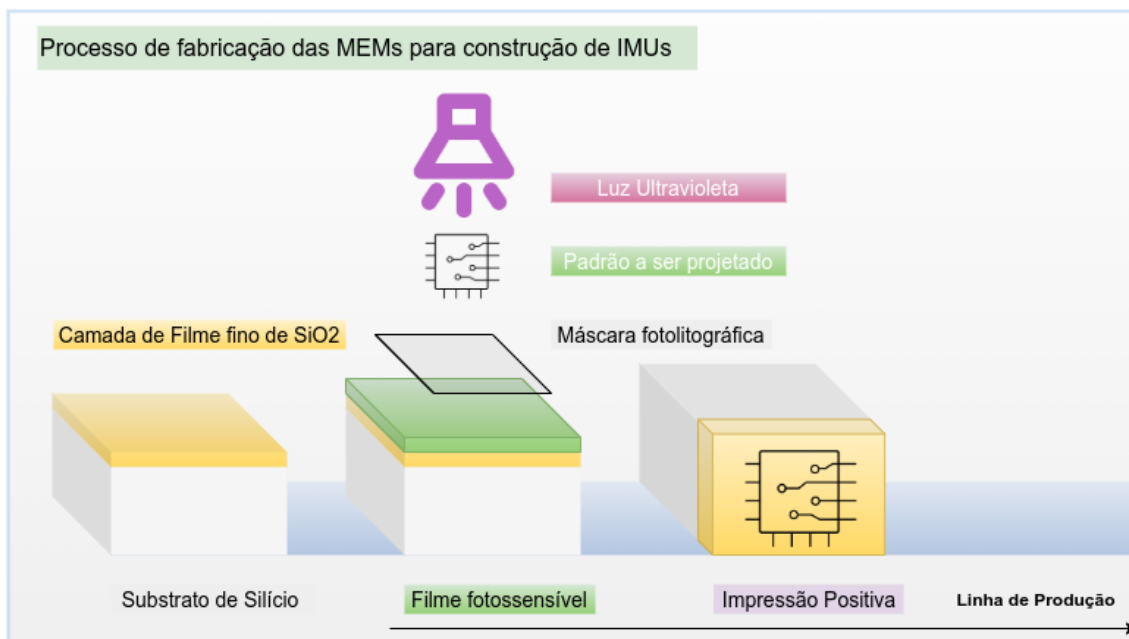 Processo de fabricação das MEMs para construção de IMUs
Luz Ultravioleta
Padrão a ser projetado
Camada de Filme fino de SiO2
Máscara fotolitográfica
Substrato de Silício
Filme fotossensível
Impressão Positiva
Linha de Produção